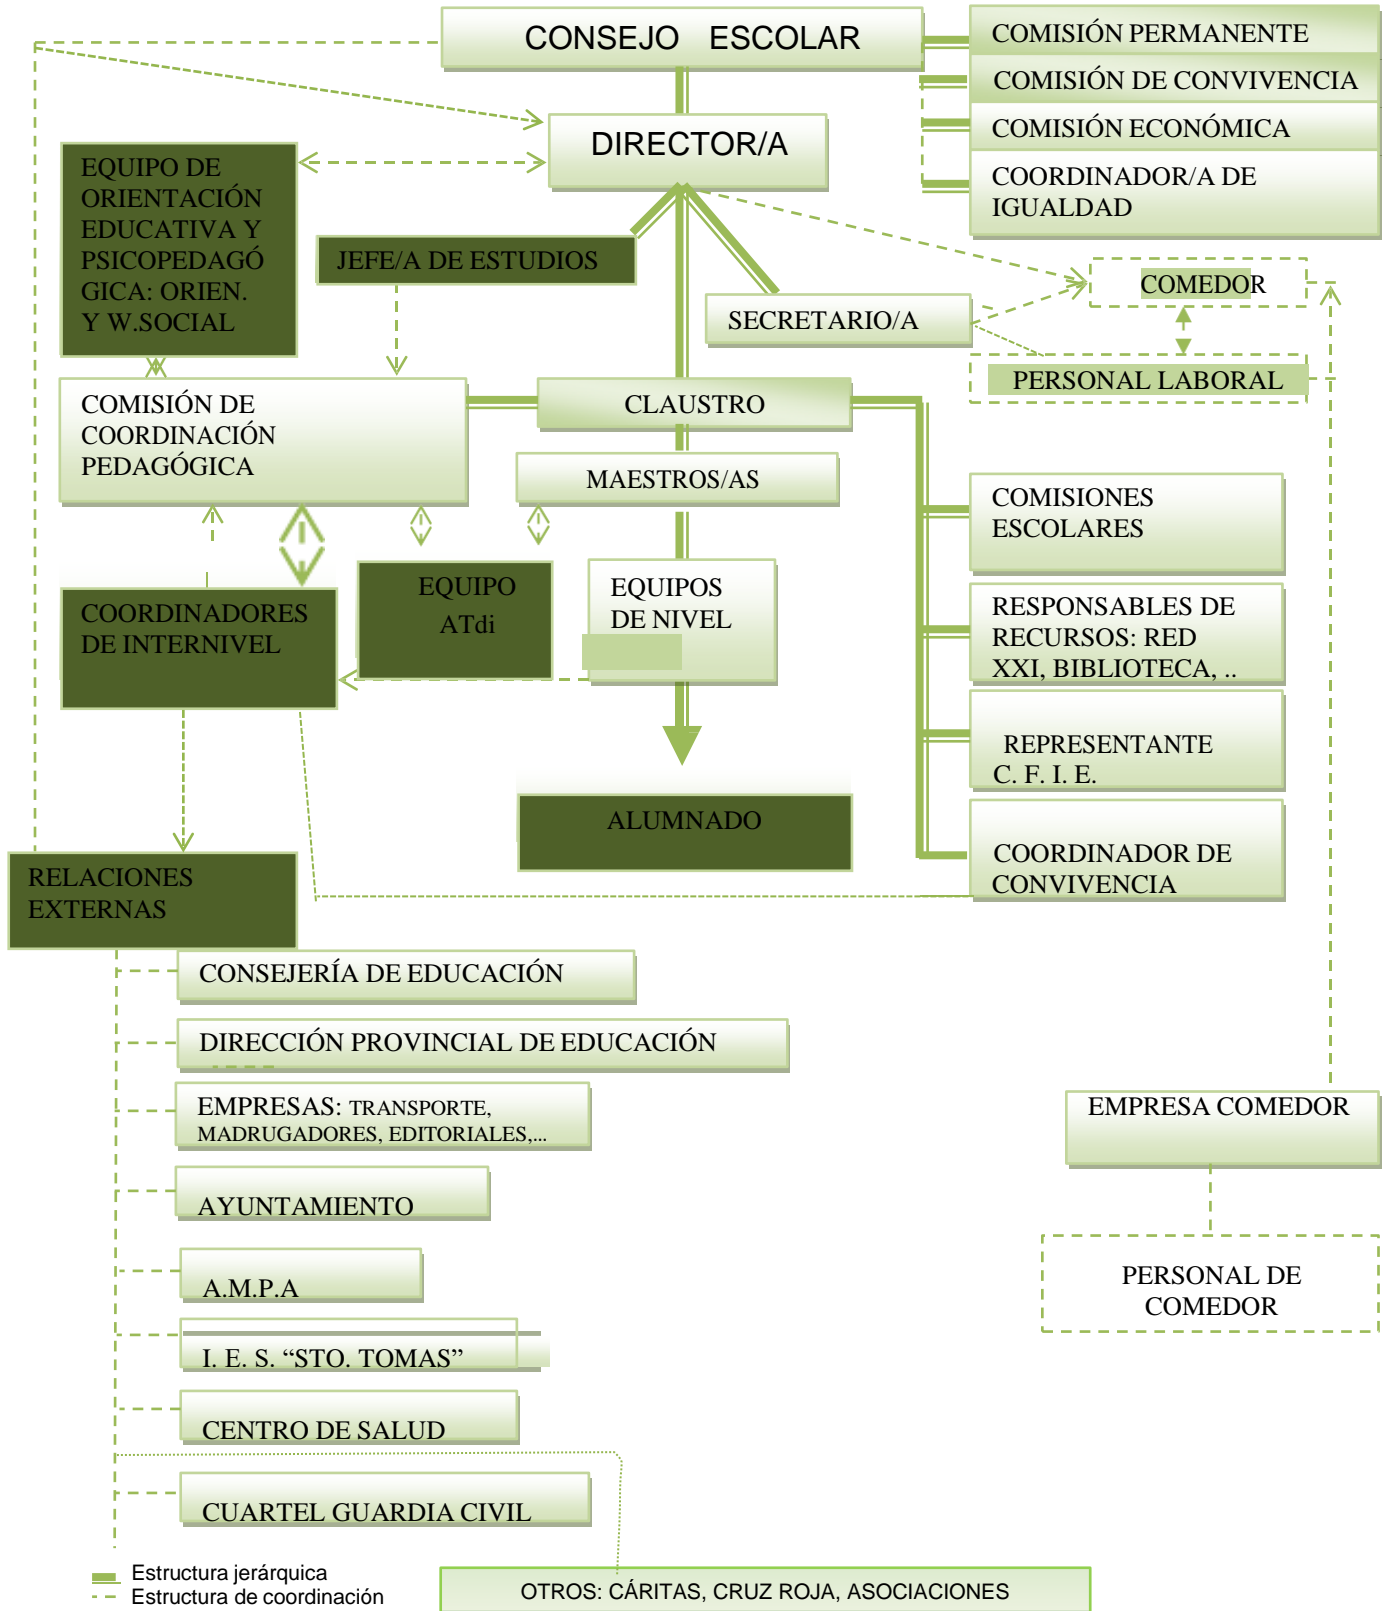 CONSEJO ESCOLAR
COMISIÓN PERMANENTE
COMISIÓN DE CONVIVENCIA
COMISIÓN ECONÓMICA
COORDINADOR/A DE
IGUALDAD
DIRECTOR/A
EQUIPO DE
ORIENTACIÓN
EDUCATIVA Y
PSICOPEDAGÓ
GICA: ORIEN.
Y W.SOCIAL
JEFE/A DE ESTUDIOS
SECRETARIO/A
COMEDOR
PERSONAL LABORAL
COMISIÓN DE
COORDINACIÓN
PEDAGÓGICA
CLAUSTRO
MAESTROS/AS
COMISIONES
ESCOLARES
COORDINADORES
DE INTERNIVEL
EQUIPO
ATdi
EQUIPOS
DE NIVEL
RESPONSABLES DE
RECURSOS: RED
XXI, BIBLIOTECA, ..
REPRESENTANTE
C. F. I. E.
ALUMNADO
COORDINADOR DE
CONVIVENCIA
RELACIONES
EXTERNAS
CONSEJERÍA DE EDUCACIÓN
DIRECCIÓN PROVINCIAL DE EDUCACIÓN
EMPRESAS: TRANSPORTE,
MADRUGADORES, EDITORIALES,...
AYUNTAMIENTO
A.M.P.A
I. E. S. “STO. TOMAS”
CENTRO DE SALUD
CUARTEL GUARDIA CIVIL
EMPRESA COMEDOR
PERSONAL DE
COMEDOR
Estructura jerárquica
Estructura de coordinación
OTROS: CÁRITAS, CRUZ ROJA, ASOCIACIONES